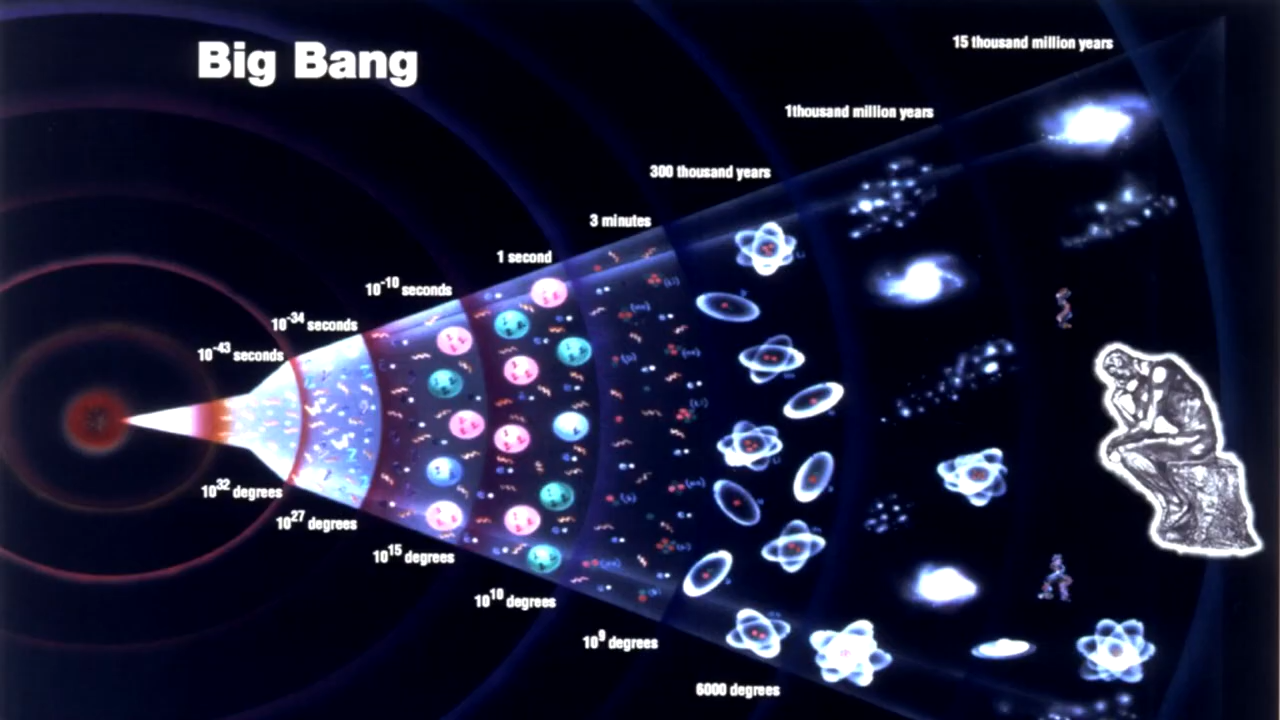 Big Bang
15 thousand million years
1thousand million years
300 thousand years
3 minutes
1 second
10⁻¹⁰ seconds
10⁻³⁴ seconds
10⁻⁴³ seconds
10³² degrees
10²⁷ degrees
10¹⁵ degrees
10¹⁰ degrees
10⁹ degrees
6000 degrees